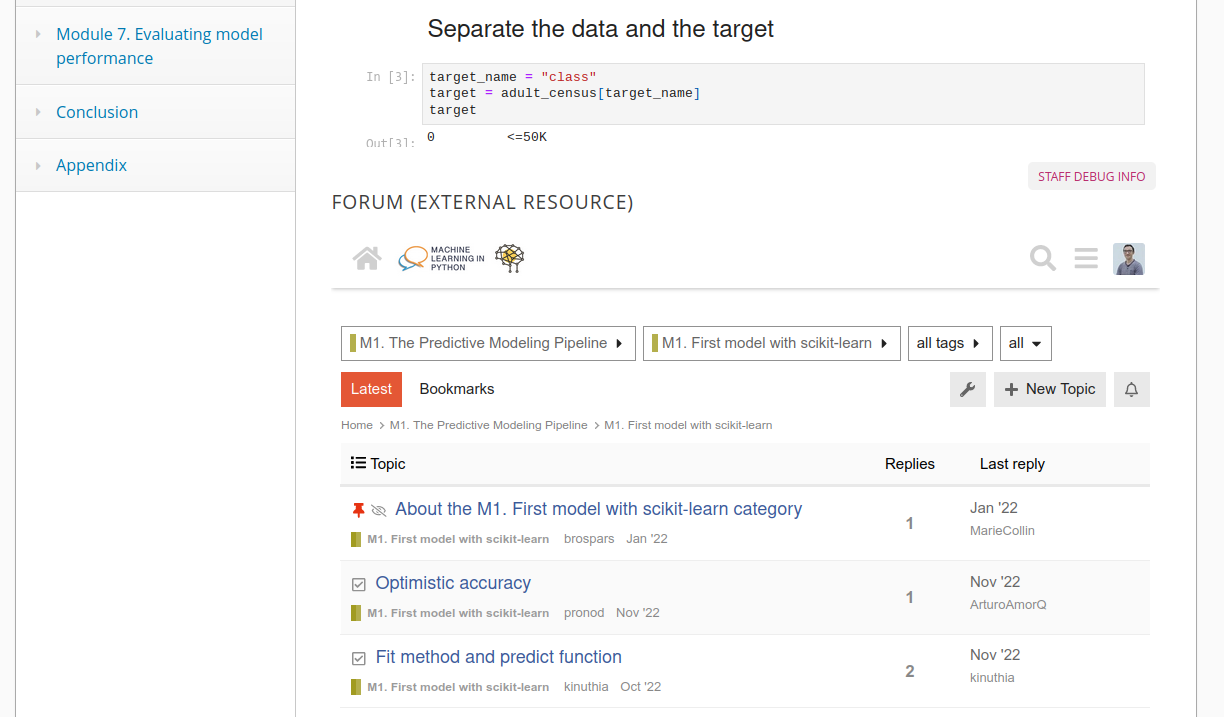 Module 7. Evaluating model
performance
Conclusion
Appendix
Separate the data and the target
In [3]:
target_name = "class"
target = adult_census[target_name]
target
Out[3]:
0 <=50K
STAFF DEBUG INFO
FORUM (EXTERNAL RESOURCE)
MACHINE
LEARNING IN
PYTHON
M1. The Predictive Modeling Pipeline
M1. First model with scikit-learn
all tags
all
Latest
Bookmarks
New Topic
Home > M1. The Predictive Modeling Pipeline > M1. First model with scikit-learn
Topic Replies Last reply
About the M1. First model with scikit-learn category
M1. First model with scikit-learn brospars Jan '22
1
Jan '22
MarieCollin
Optimistic accuracy
M1. First model with scikit-learn pronod Nov '22
1
Nov '22
ArturoAmorQ
Fit method and predict function
M1. First model with scikit-learn kinuthia Oct '22
2
Nov '22
kinuthia